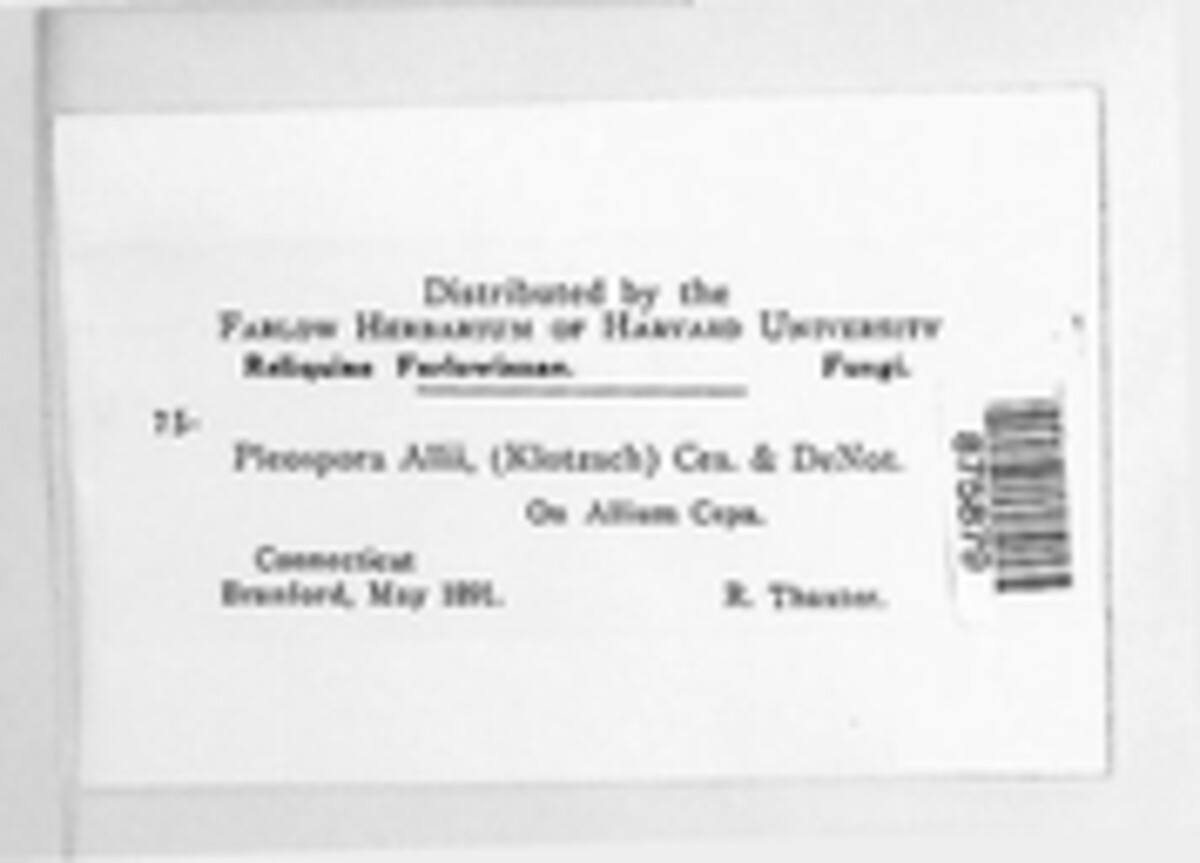 Distributed by the
FARLOW HERBARIUM OF HARVARD UNIVERSITY
Reliquiae Farlowianae. Fungi.
Pleospora Allii, (Klotzsch) Ces. & DeNot.
On Allium Cepa.
Connecticut
Branford, May 1891. R. Thaxter.